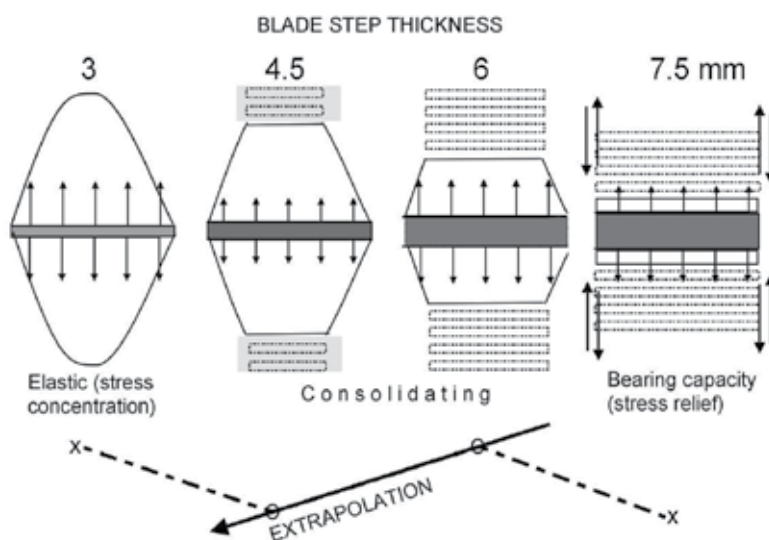 BLADE STEP THICKNESS
3 4.5 6 7.5 mm
Elastic (stress
concentration)
Consolidating
Bearing capacity
(stress relief)
x
x
EXTRAPOLATION